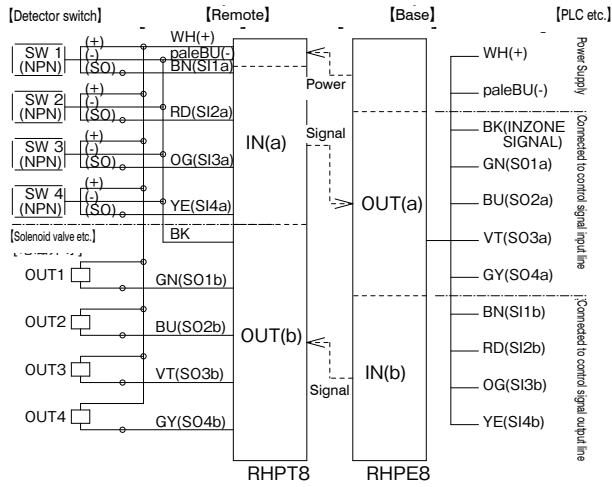 【Detector switch】
【Remote】
【Base】
【PLC etc.】
SW 1
(NPN)
(+)
(-)
(SO)
WH(+)
paleBU(-)
BN(SI1a)
SW 2
(NPN)
(+)
(-)
(SO)
RD(SI2a)
SW 3
(NPN)
(+)
(-)
(SO)
OG(SI3a)
SW 4
(NPN)
(+)
(-)
(SO)
YE(SI4a)
BK
IN(a)
Power
Signal
OUT(a)
WH(+)
paleBU(-)
Power Supply
BK(INZONE
SIGNAL)
GN(S01a)
BU(SO2a)
VT(SO3a)
GY(SO4a)
Connected to control signal input line
【Solenoid valve etc.】
OUT1
GN(SO1b)
OUT2
BU(SO2b)
OUT3
VT(SO3b)
OUT4
GY(SO4b)
OUT(b)
Signal
IN(b)
BN(SI1b)
RD(SI2b)
OG(SI3b)
YE(SI4b)
Connected to control signal output line
RHPT8
RHPE8